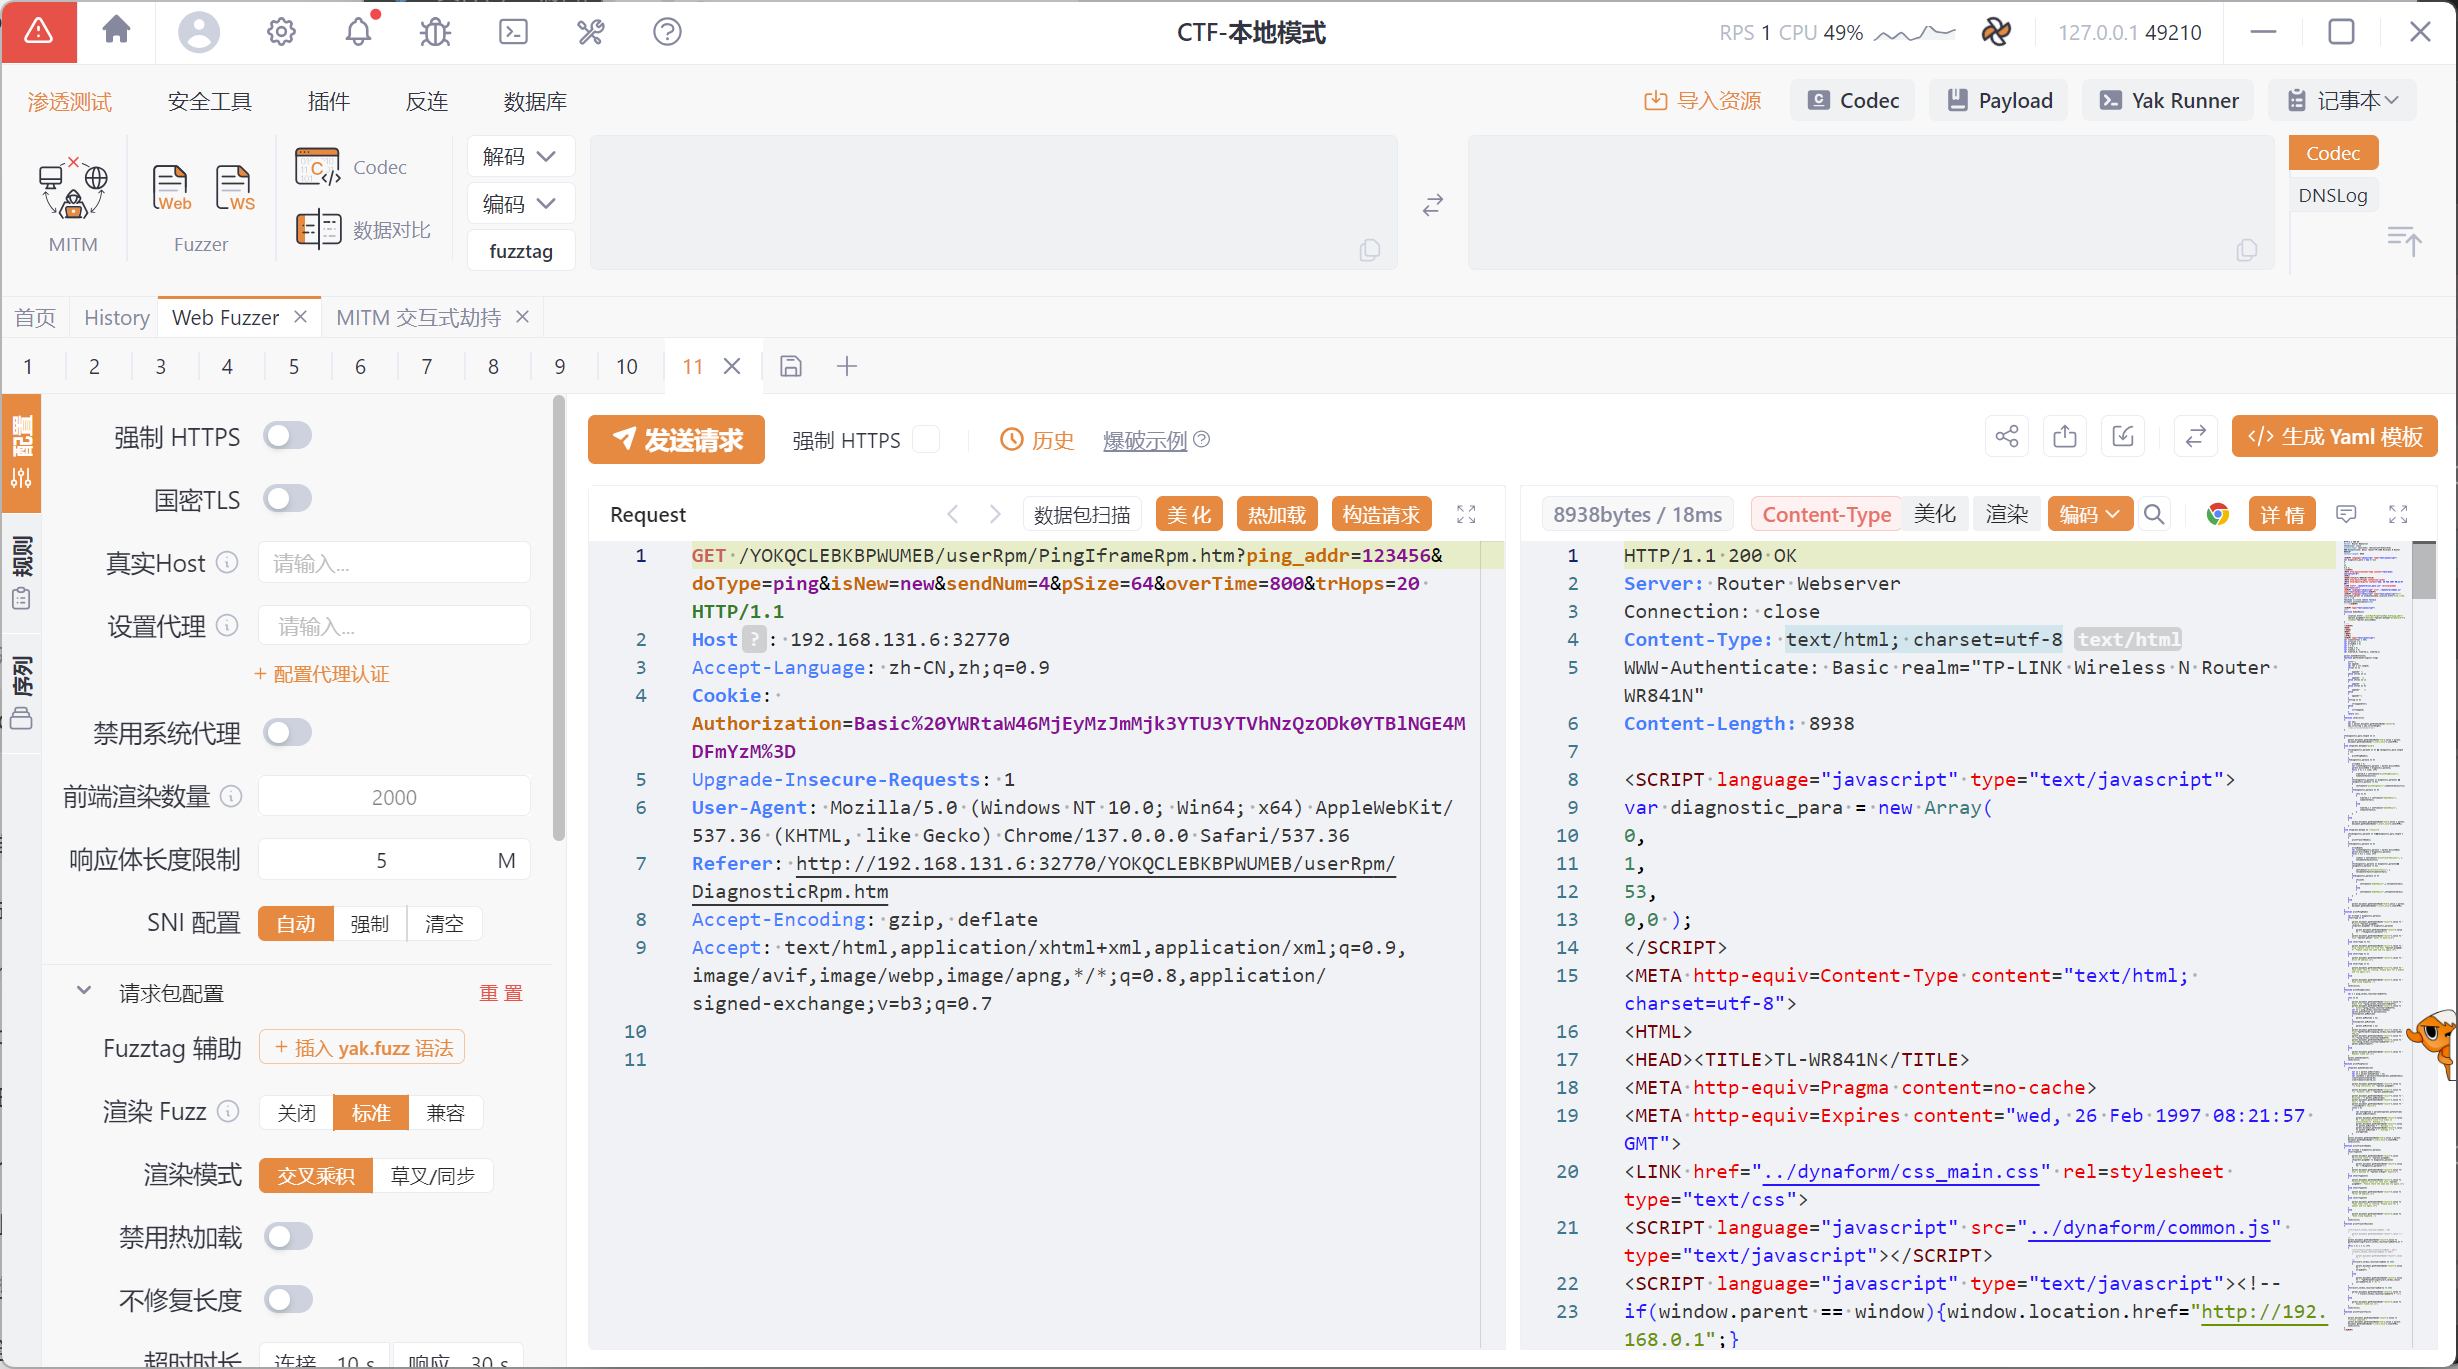 CTF-本地模式
RPS 1 CPU 49%
127.0.0.1 49210
渗透测试 安全工具 插件 反连 数据库
导入资源 Codec Payload Yak Runner 记事本
MITM
Web WS
Fuzzer
Codec
数据对比
解码
编码
fuzztag
Codec
DNSLog
首页 History Web Fuzzer MITM 交互式劫持
1 2 3 4 5 6 7 8 9 10 11
配置
规则
序列
强制 HTTPS
国密TLS
真实Host 请输入...
设置代理 请输入...
+ 配置代理认证
禁用系统代理
前端渲染数量 2000
响应体长度限制 5 M
SNI 配置 自动 强制 清空
请求包配置 重 置
Fuzztag 辅助 + 插入 yak.fuzz 语法
渲染 Fuzz 关闭 标准 兼容
渲染模式 交叉乘积 草叉/同步
禁用热加载
不修复长度
超时时长 连接 10 s 响应 30 s
发送请求 强制 HTTPS 历史 爆破示例
生成 Yaml 模板
Request 数据包扫描 美 化 热加载 构造请求
1 GET /YOKQCLEBKBPWUMEB/userRpm/PingIframeRpm.htm?ping_addr=123456&
doType=ping&isNew=new&sendNum=4&pSize=64&overTime=800&trHops=20
HTTP/1.1
2 Host ? : 192.168.131.6:32770
3 Accept-Language: zh-CN,zh;q=0.9
4 Cookie:
Authorization=Basic%20YWRtaW46MjEyMzJmMjk3YTU3YTVhNzQzODk0YTBlNGE4M
DFmYzM%3D
5 Upgrade-Insecure-Requests: 1
6 User-Agent: Mozilla/5.0 (Windows NT 10.0; Win64; x64) AppleWebKit/
537.36 (KHTML, like Gecko) Chrome/137.0.0.0 Safari/537.36
7 Referer: http://192.168.131.6:32770/YOKQCLEBKBPWUMEB/userRpm/
DiagnosticRpm.htm
8 Accept-Encoding: gzip, deflate
9 Accept: text/html,application/xhtml+xml,application/xml;q=0.9,
image/avif,image/webp,image/apng,*/*;q=0.8,application/
signed-exchange;v=b3;q=0.7
10
11
8938bytes / 18ms Content-Type 美化 渲染 编码 详 情
1 HTTP/1.1 200 OK
2 Server: Router Webserver
3 Connection: close
4 Content-Type: text/html; charset=utf-8 text/html
5 WWW-Authenticate: Basic realm="TP-LINK Wireless N Router
WR841N"
6 Content-Length: 8938
7
8 <SCRIPT language="javascript" type="text/javascript">
9 var diagnostic_para = new Array(
10 0,
11 1,
12 53,
13 0,0 );
14 </SCRIPT>
15 <META http-equiv=Content-Type content="text/html;
charset=utf-8">
16 <HTML>
17 <HEAD><TITLE>TL-WR841N</TITLE>
18 <META http-equiv=Pragma content=no-cache>
19 <META http-equiv=Expires content="wed, 26 Feb 1997 08:21:57
GMT">
20 <LINK href="../dynaform/css_main.css" rel=stylesheet
type="text/css">
21 <SCRIPT language="javascript" src="../dynaform/common.js"
type="text/javascript"></SCRIPT>
22 <SCRIPT language="javascript" type="text/javascript"><!--
23 if(window.parent == window){window.location.href="http://192.
168.0.1";}